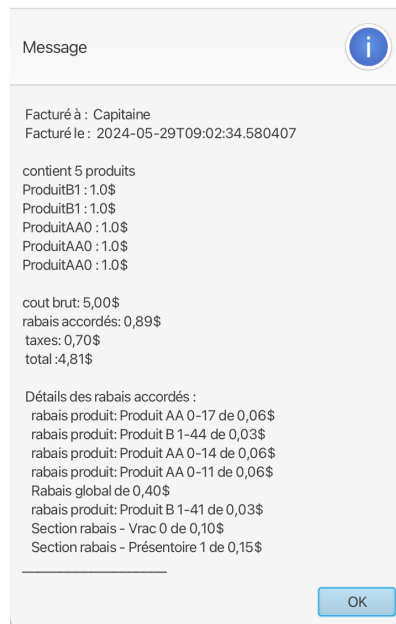 Message
i
Facturé à : Capitaine
Facturé le : 2024-05-29T09:02:34.580407
contient 5 produits
ProduitB1 : 1.0$
ProduitB1 : 1.0$
ProduitAA0 : 1.0$
ProduitAA0 : 1.0$
ProduitAA0 : 1.0$
cout brut: 5,00$
rabais accordés: 0,89$
taxes: 0,70$
total :4,81$
Détails des rabais accordés :
rabais produit: Produit AA 0-17 de 0,06$
rabais produit: Produit B 1-44 de 0,03$
rabais produit: Produit AA 0-14 de 0,06$
rabais produit: Produit AA 0-11 de 0,06$
Rabais global de 0,40$
rabais produit: Produit B 1-41 de 0,03$
Section rabais - Vrac 0 de 0,10$
Section rabais - Présentoire 1 de 0,15$
____________________
OK